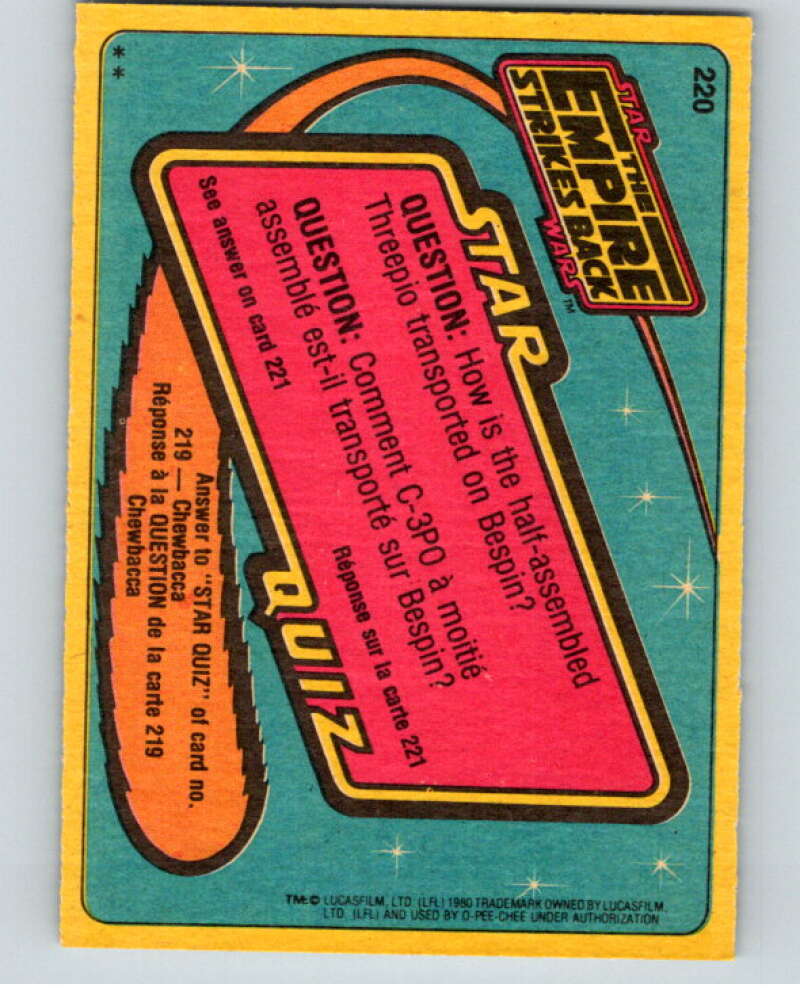 220
STAR
THE
EMPIRE
STRIKES BACK
WARS™
STAR
QUESTION: How is the half-assembled
Threepio transported on Bespin?
QUESTION: Comment C-3PO à moitié
assemblé est-il transporté sur Bespin?
See answer on card 221
Réponse sur la carte 221
QUIZ
Answer to "STAR QUIZ" of card no.
219 — Chewbacca
Réponse à la QUESTION de la carte 219
Chewbacca
TM:© LUCASFILM, LTD. (LFL) 1980 TRADEMARK OWNED BY LUCASFILM,
LTD. (LFL) AND USED BY O-PEE-CHEE UNDER AUTHORIZATION
* *